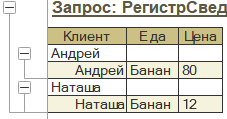 Запрос: РегистрСвед
Клиент Еда Цена
Андрей
Андрей Банан 80
Наташа
Наташа Банан 12